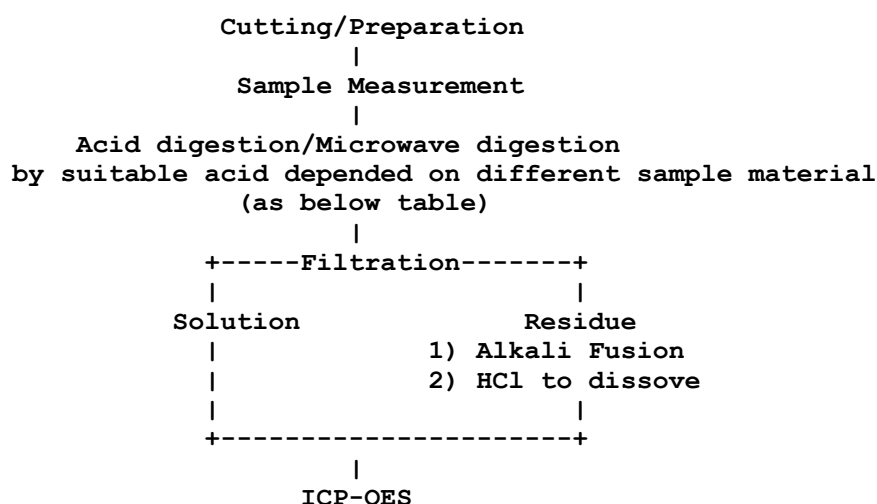 Cutting/Preparation
|
Sample Measurement
|
Acid digestion/Microwave digestion
by suitable acid depended on different sample material
(as below table)
|
+-----Filtration-------+
| |
Solution Residue
| 1) Alkali Fusion
| 2) HCl to dissove
| |
+----------------------+
|
ICP-OES